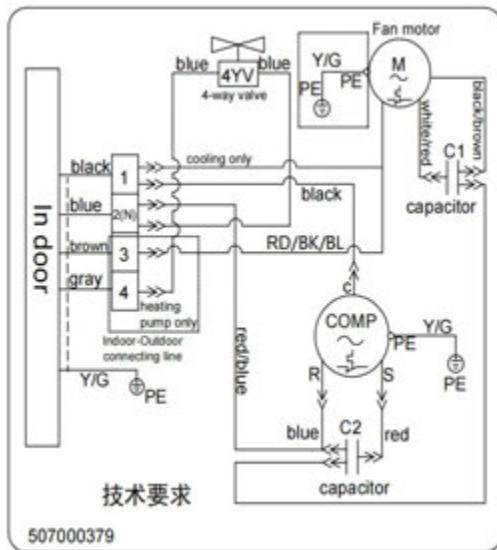 Fan motor
blue
blue
Y/G
M
4YV
PE
PE
4-way valve
black/brown
white/red
C1
cooling only
black
1
black
capacitor
In door
blue
2(N)
brown
3
RD/BK/BL
gray
4
C
heating
pump only
COMP
Y/G
Indoor-Outdoor
connecting line
PE
PE
Y/G
PE
red/blue
R
S
C2
blue
red
capacitor
技术要求
507000379